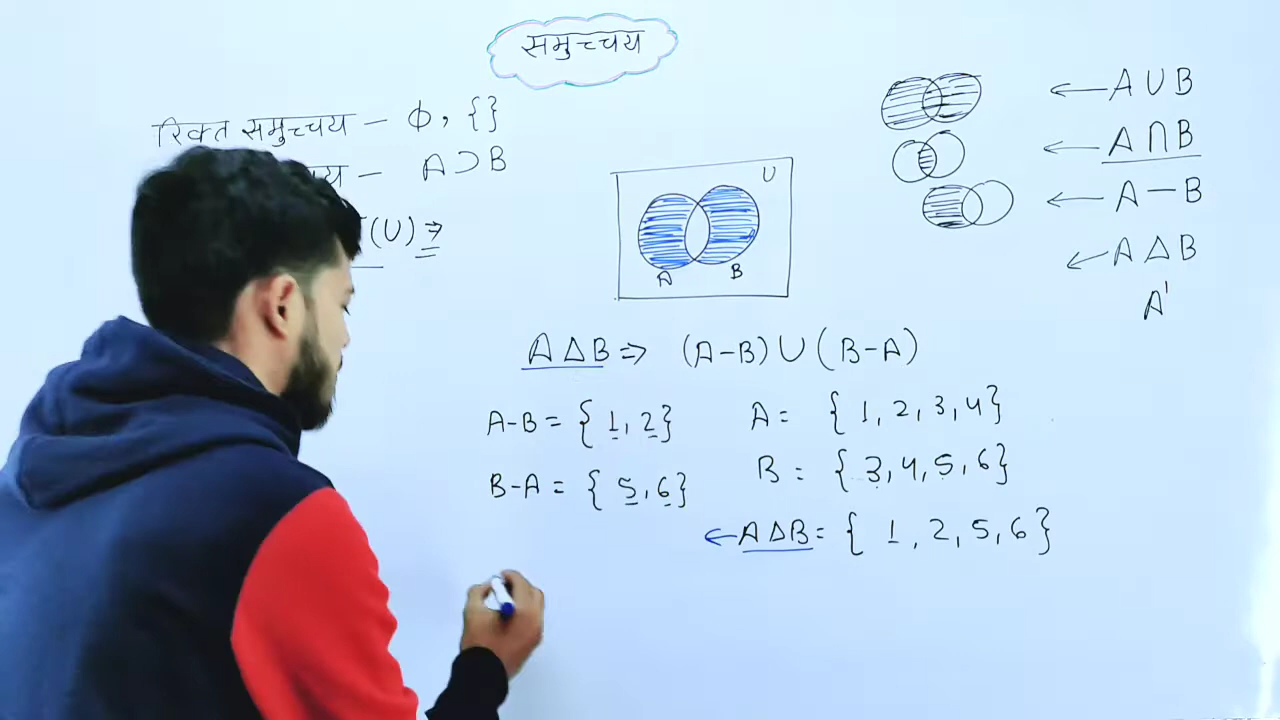 समुच्चय
रिक्त समुच्चय - ϕ, {}
- A⊃B
(U) ⇒
A∪B
A∩B
A-B
A△B
A'
U
A B
A△B ⇒ (A-B)∪(B-A)
A-B = {1,2}
B-A = {5,6}
A = {1,2,3,4}
B = {3,4,5,6}
←A△B = {1,2,5,6}